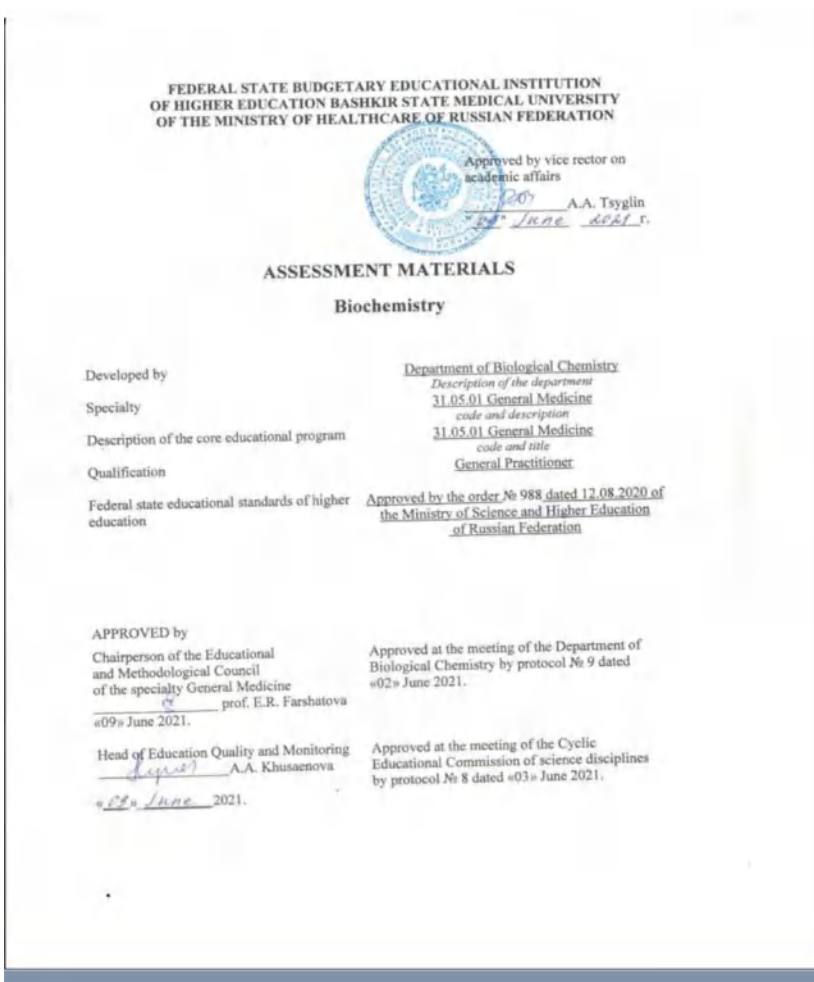 FEDERAL STATE BUDGETARY EDUCATIONAL INSTITUTION
OF HIGHER EDUCATION BASHKIR STATE MEDICAL UNIVERSITY
OF THE MINISTRY OF HEALTHCARE OF RUSSIAN FEDERATION
Approved by vice rector on
academic affairs
A.A. Tsyglin
June 2021 г.
ASSESSMENT MATERIALS
Biochemistry
Developed by
Department of Biological Chemistry
Description of the department
Specialty
31.05.01 General Medicine
code and description
Description of the core educational program
31.05.01 General Medicine
code and title
Qualification
General Practitioner
Federal state educational standards of higher
education
Approved by the order № 988 dated 12.08.2020 of
the Ministry of Science and Higher Education
of Russian Federation
APPROVED by
Chairperson of the Educational
and Methodological Council
of the specialty General Medicine
prof. E.R. Farshatova
«09» June 2021.
Approved at the meeting of the Department of
Biological Chemistry by protocol № 9 dated
«02» June 2021.
Head of Education Quality and Monitoring
A.A. Khusaenova
June 2021.
Approved at the meeting of the Cyclic
Educational Commission of science disciplines
by protocol № 8 dated «03» June 2021.